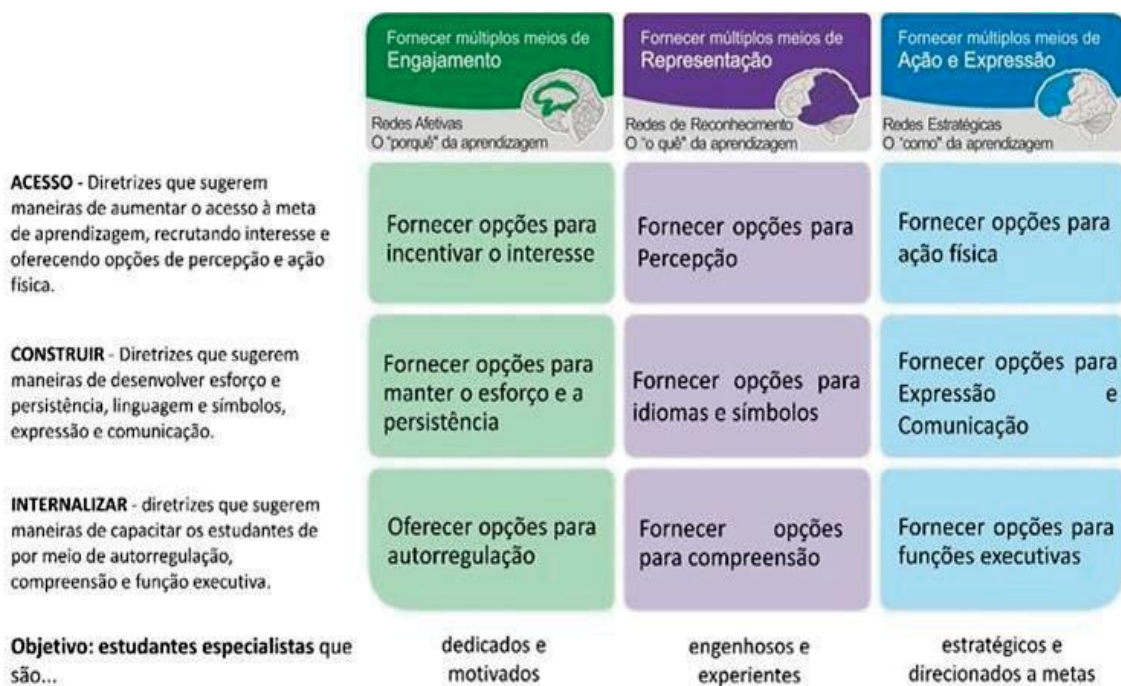 Fornecer múltiplos meios de
Engajamento
Redes Afetivas
O "porquê" da aprendizagem
Fornecer múltiplos meios de
Representação
Redes de Reconhecimento
O "o quê" da aprendizagem
Fornecer múltiplos meios de
Ação e Expressão
Redes Estratégicas
O "como" da aprendizagem
ACESSO - Diretrizes que sugerem
maneiras de aumentar o acesso à meta
de aprendizagem, recrutando interesse e
oferecendo opções de percepção e ação
física.
Fornecer opções para
incentivar o interesse
Fornecer opções para
Percepção
Fornecer opções para
ação física
CONSTRUIR - Diretrizes que sugerem
maneiras de desenvolver esforço e
persistência, linguagem e símbolos,
expressão e comunicação.
Fornecer opções para
manter o esforço e a
persistência
Fornecer opções para
idiomas e símbolos
Fornecer opções para
Expressão e
Comunicação
INTERNALIZAR - diretrizes que sugerem
maneiras de capacitar os estudantes de
por meio de autorregulação,
compreensão e função executiva.
Oferecer opções para
autorregulação
Fornecer opções
para compreensão
Fornecer opções para
funções executivas
Objetivo: estudantes especialistas que
são...
dedicados e
motivados
engenhosos e
experientes
estratégicos e
direcionados a metas